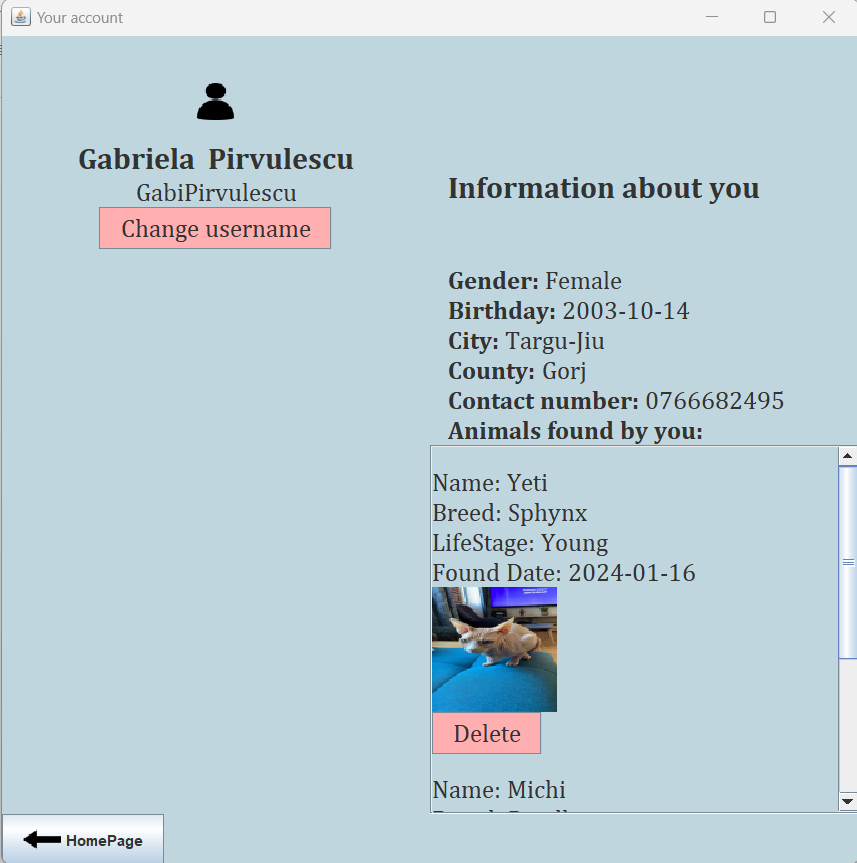 Your account
Gabriela Pirvulescu
GabiPirvulescu
Change username
Information about you
Gender: Female
Birthday: 2003-10-14
City: Targu-Jiu
County: Gorj
Contact number: 0766682495
Animals found by you:
Name: Yeti
Breed: Sphynx
LifeStage: Young
Found Date: 2024-01-16
Delete
Name: Michi
HomePage